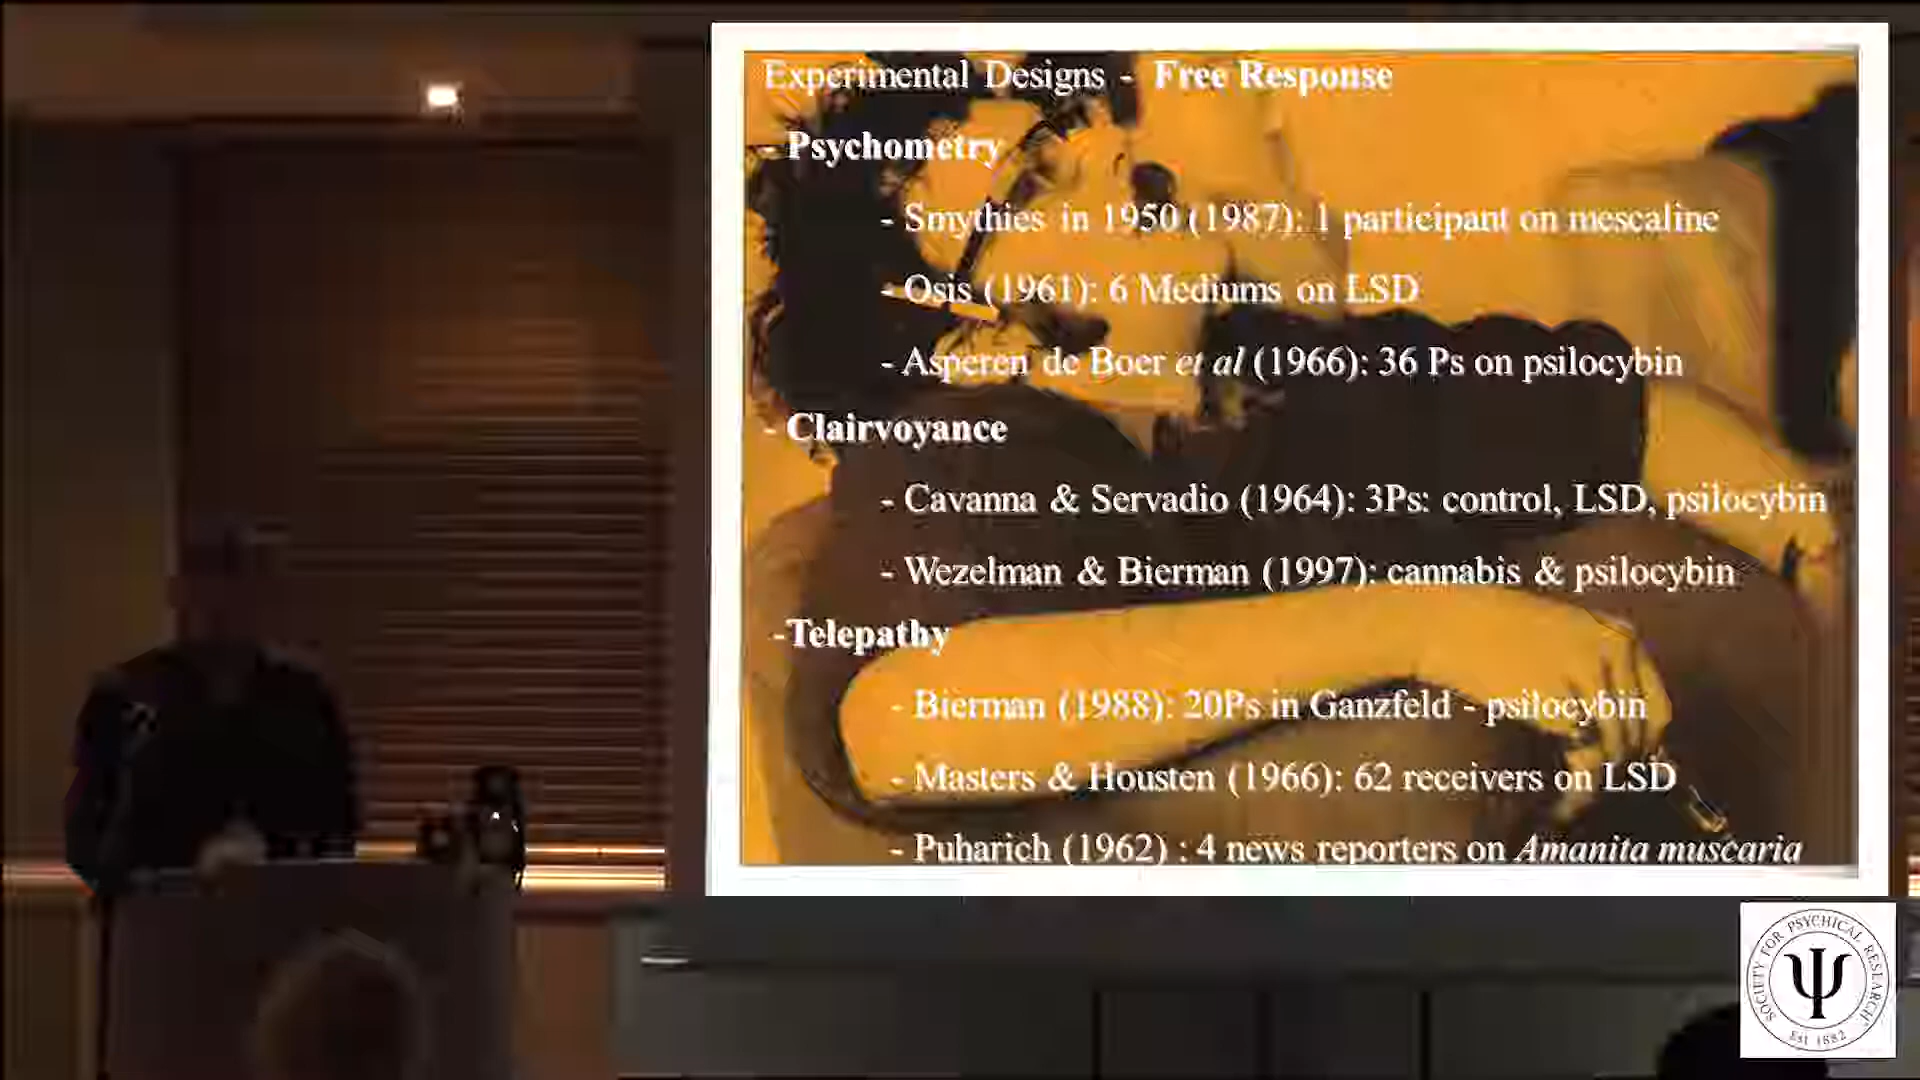 Experimental Designs - Free Response
- Psychometry
- Smythies in 1950 (1987): 1 participant on mescaline
- Osis (1961): 6 Mediums on LSD
- Asperen de Boer et al (1966): 36 Ps on psilocybin
- Clairvoyance
- Cavanna & Servadio (1964): 3Ps: control, LSD, psilocybin
- Wezelman & Bierman (1997): cannabis & psilocybin
-Telepathy
- Bierman (1988): 20Ps in Ganzfeld - psilocybin
- Masters & Housten (1966): 62 receivers on LSD
- Puharich (1962) : 4 news reporters on Amanita muscaria
SOCIETY FOR PSYCHICAL RESEARCH
Ψ
Est 1882